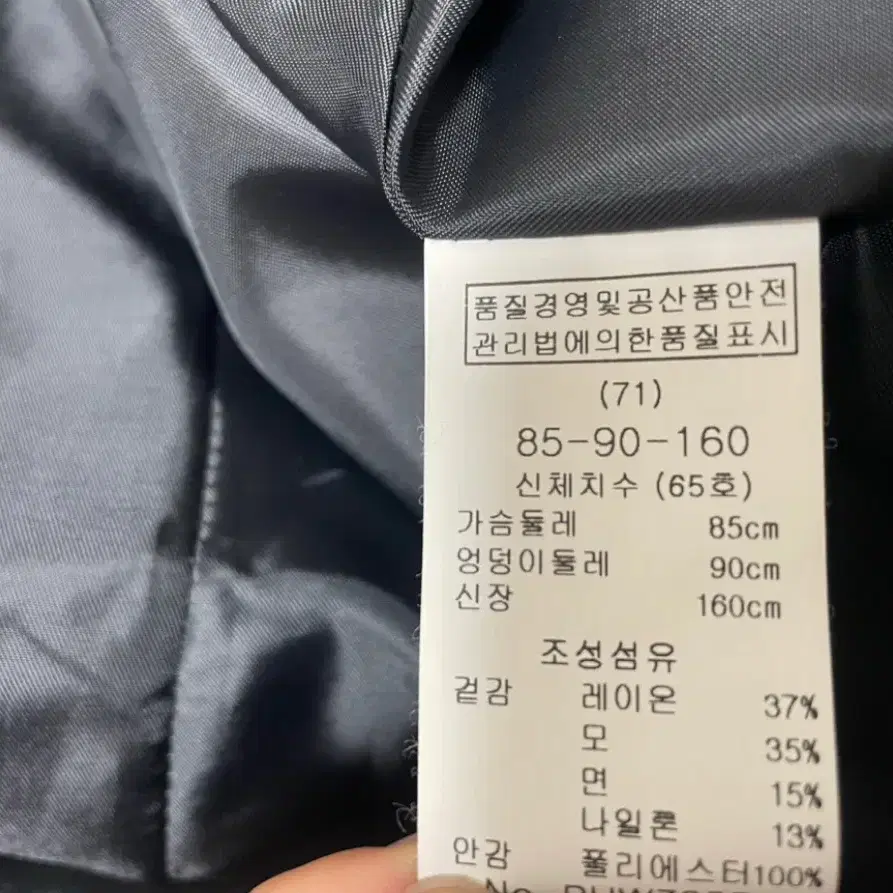 품질경영및공산품안전
관리법에의한품질표시
(71)
85-90-160
신체치수 (65호)
가슴둘레 85cm
엉덩이둘레 90cm
신장 160cm
조성섬유
겉감 레이온 37%
모 35%
면 15%
나일론 13%
안감 폴리에스터100%